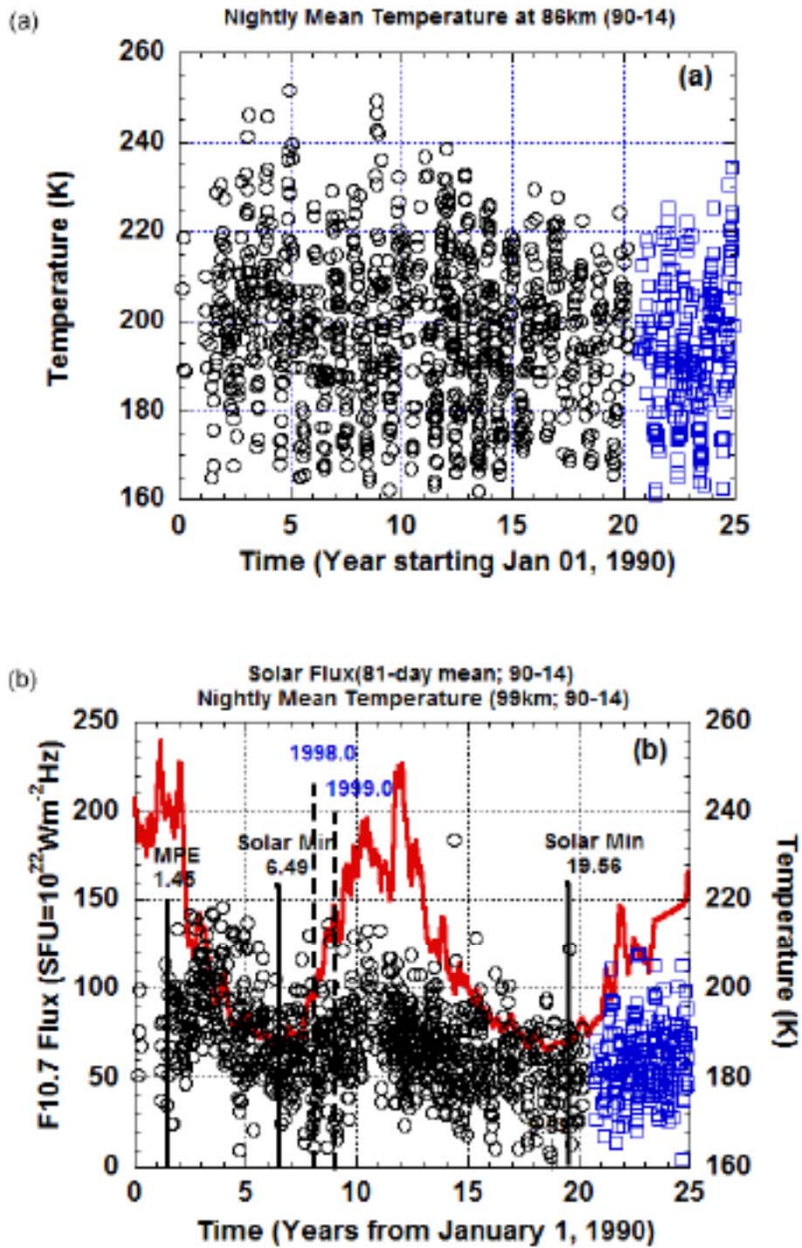 (a)
Nightly Mean Temperature at 86km (90-14)
260
240
220
200
180
160
(a)
Temperature (K)
0 5 10 15 20 25
Time (Year starting Jan 01, 1990)
(b)
Solar Flux(81-day mean; 90-14)
Nightly Mean Temperature (99km; 90-14)
250
200
150
100
50
0
F10.7 Flux (SFU=10²²Wm⁻²Hz)
1998.0
1999.0
(b)
MPE
1.45
Solar Min
6.49
Solar Min
19.56
260
240
220
200
180
160
Temperature (K)
0 5 10 15 20 25
Time (Years from January 1, 1990)